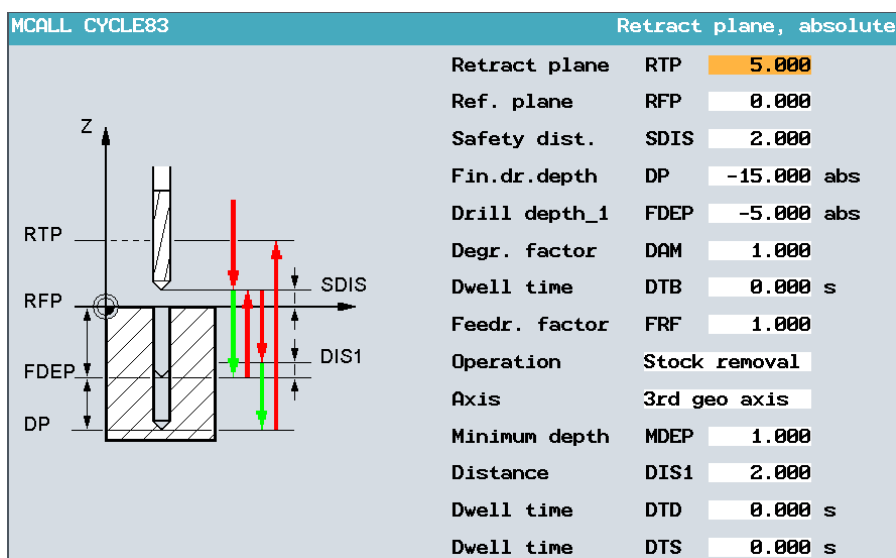 MCALL CYCLE83 Retract plane, absolute
Retract plane RTP 5.000
Ref. plane RFP 0.000
Safety dist. SDIS 2.000
Fin.dr.depth DP -15.000 abs
Drill depth_1 FDEP -5.000 abs
Degr. factor DAM 1.000
Dwell time DTB 0.000 s
Feedr. factor FRF 1.000
Operation Stock removal
Axis 3rd geo axis
Minimum depth MDEP 1.000
Distance DIS1 2.000
Dwell time DTD 0.000 s
Dwell time DTS 0.000 s
Z
RTP
SDIS
RFP
DIS1
FDEP
DP